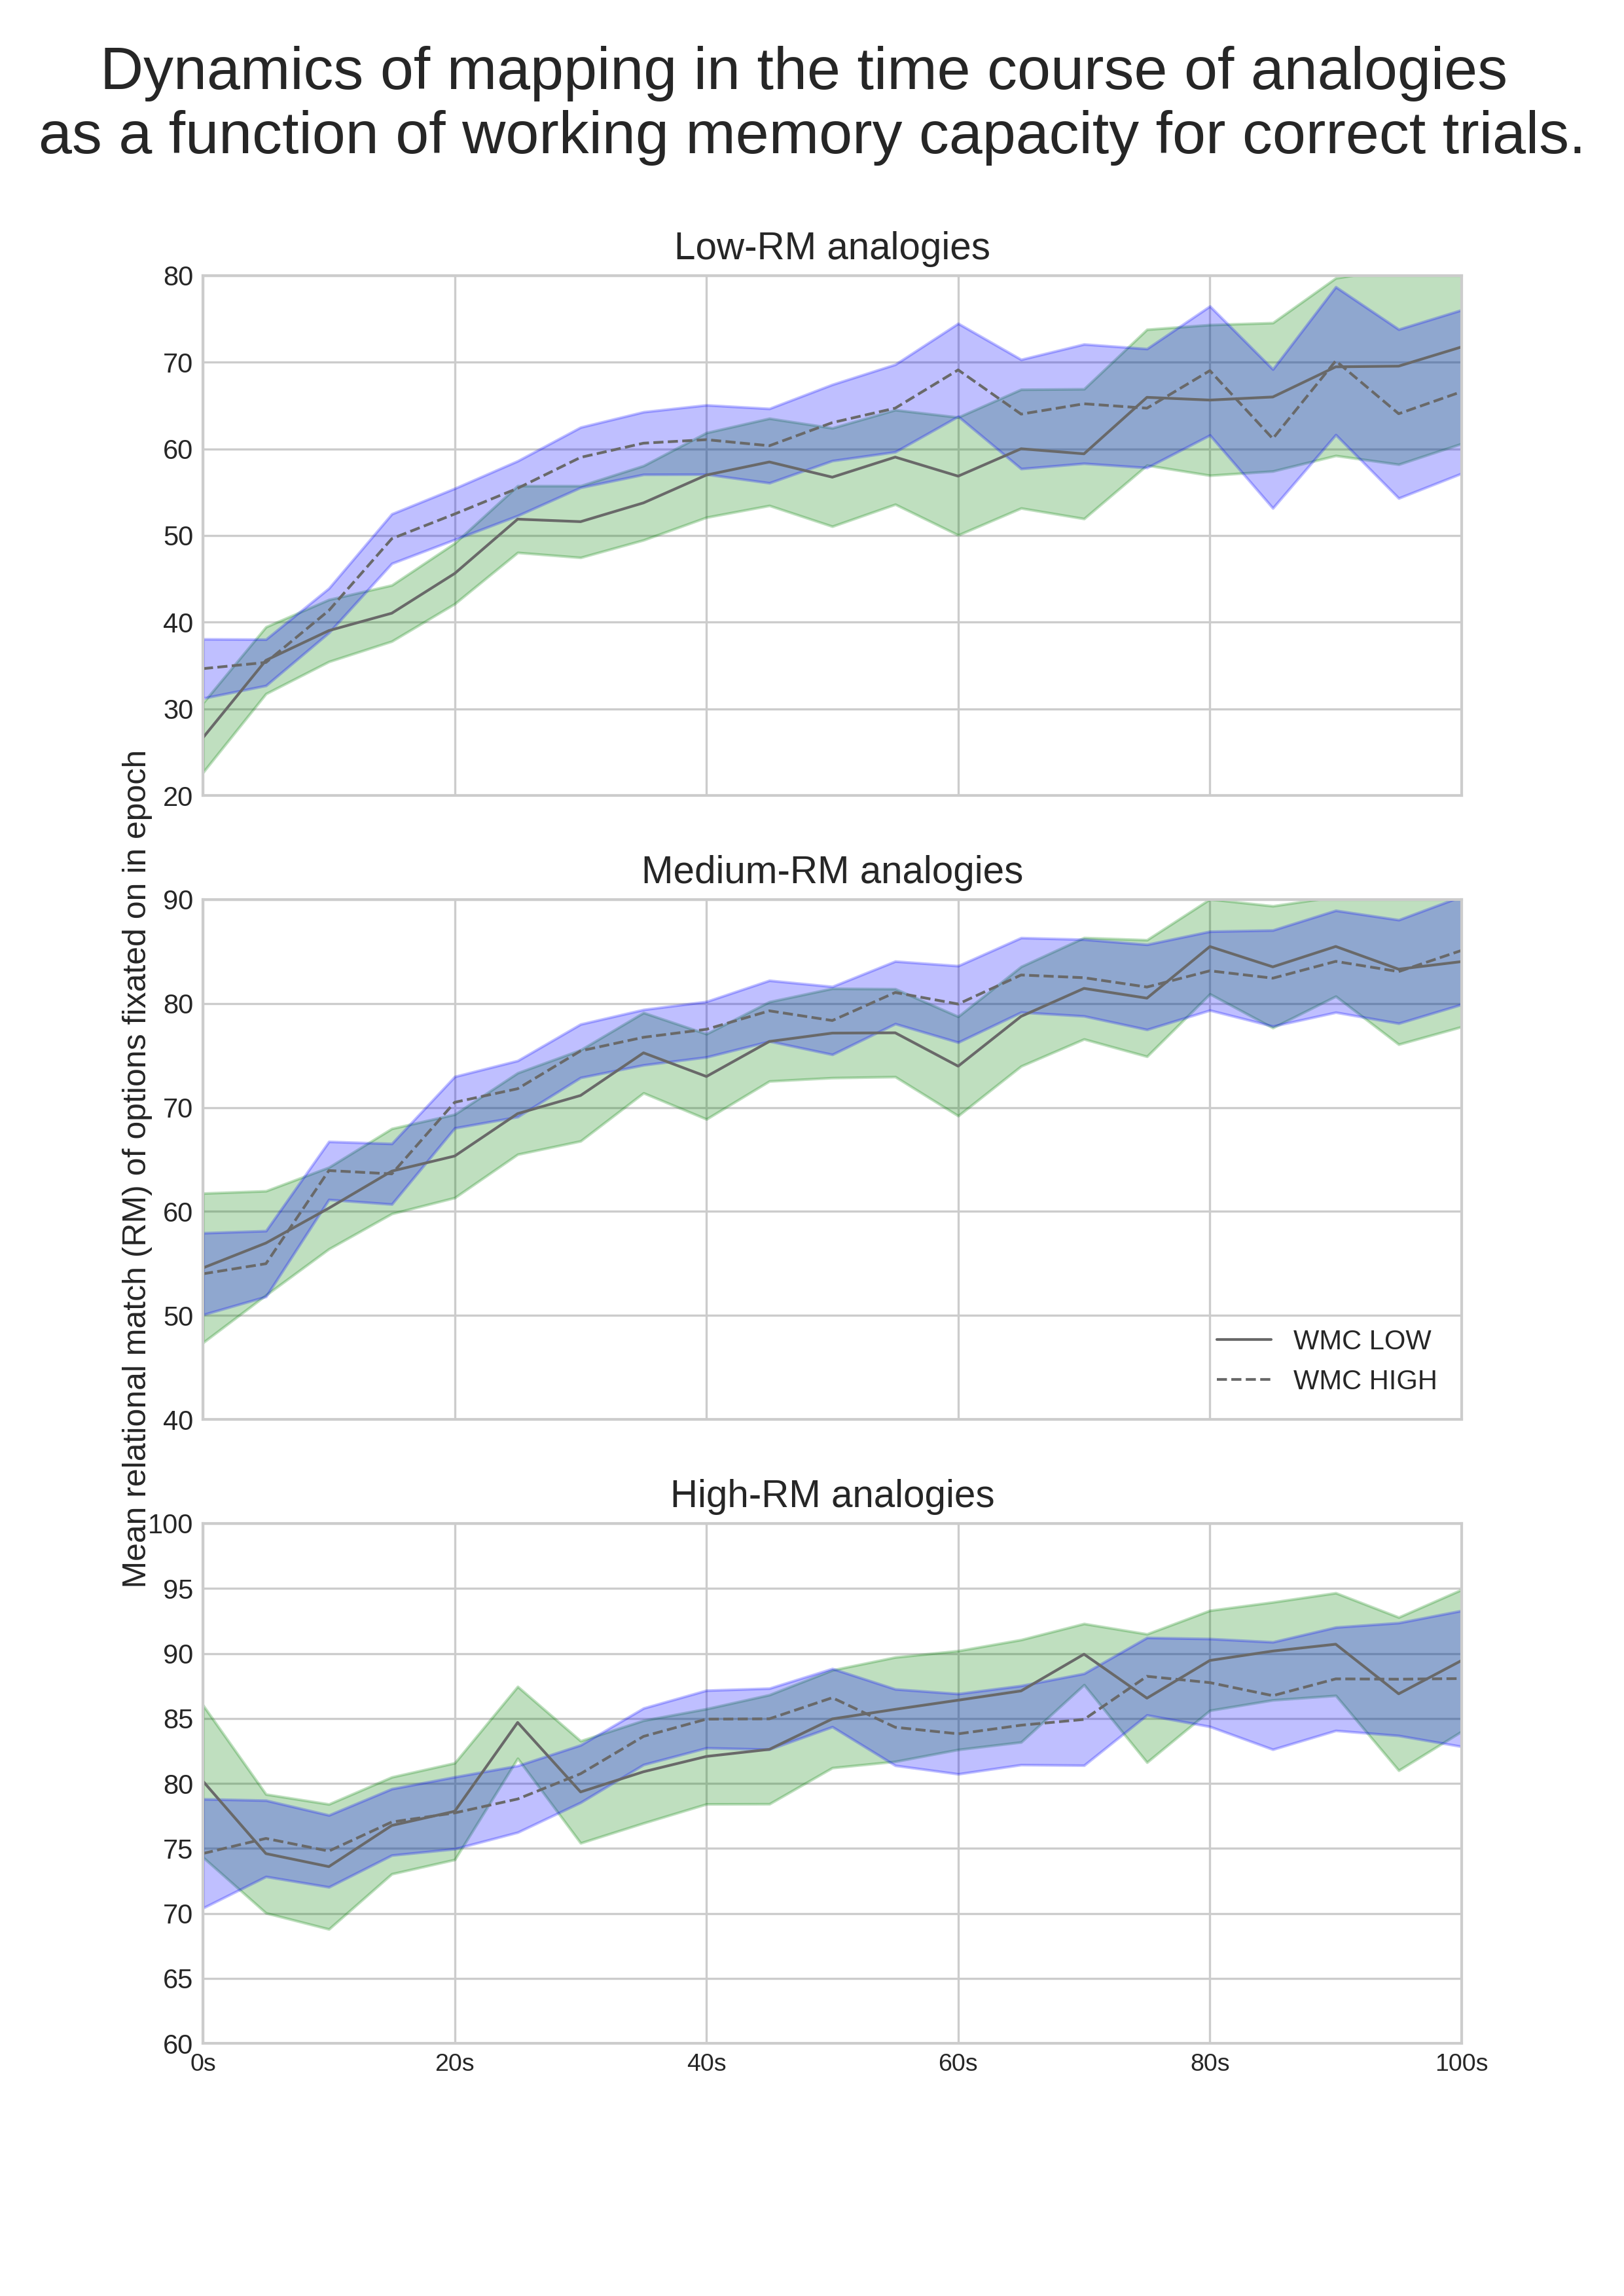 Dynamics of mapping in the time course of analogies
as a function of working memory capacity for correct trials.
Mean relational match (RM) of options fixated on in epoch
Low-RM analogies
80
70
60
50
40
30
20
Medium-RM analogies
90
80
70
60
50
40
WMC LOW
WMC HIGH
High-RM analogies
100
95
90
85
80
75
70
65
60
0s 20s 40s 60s 80s 100s